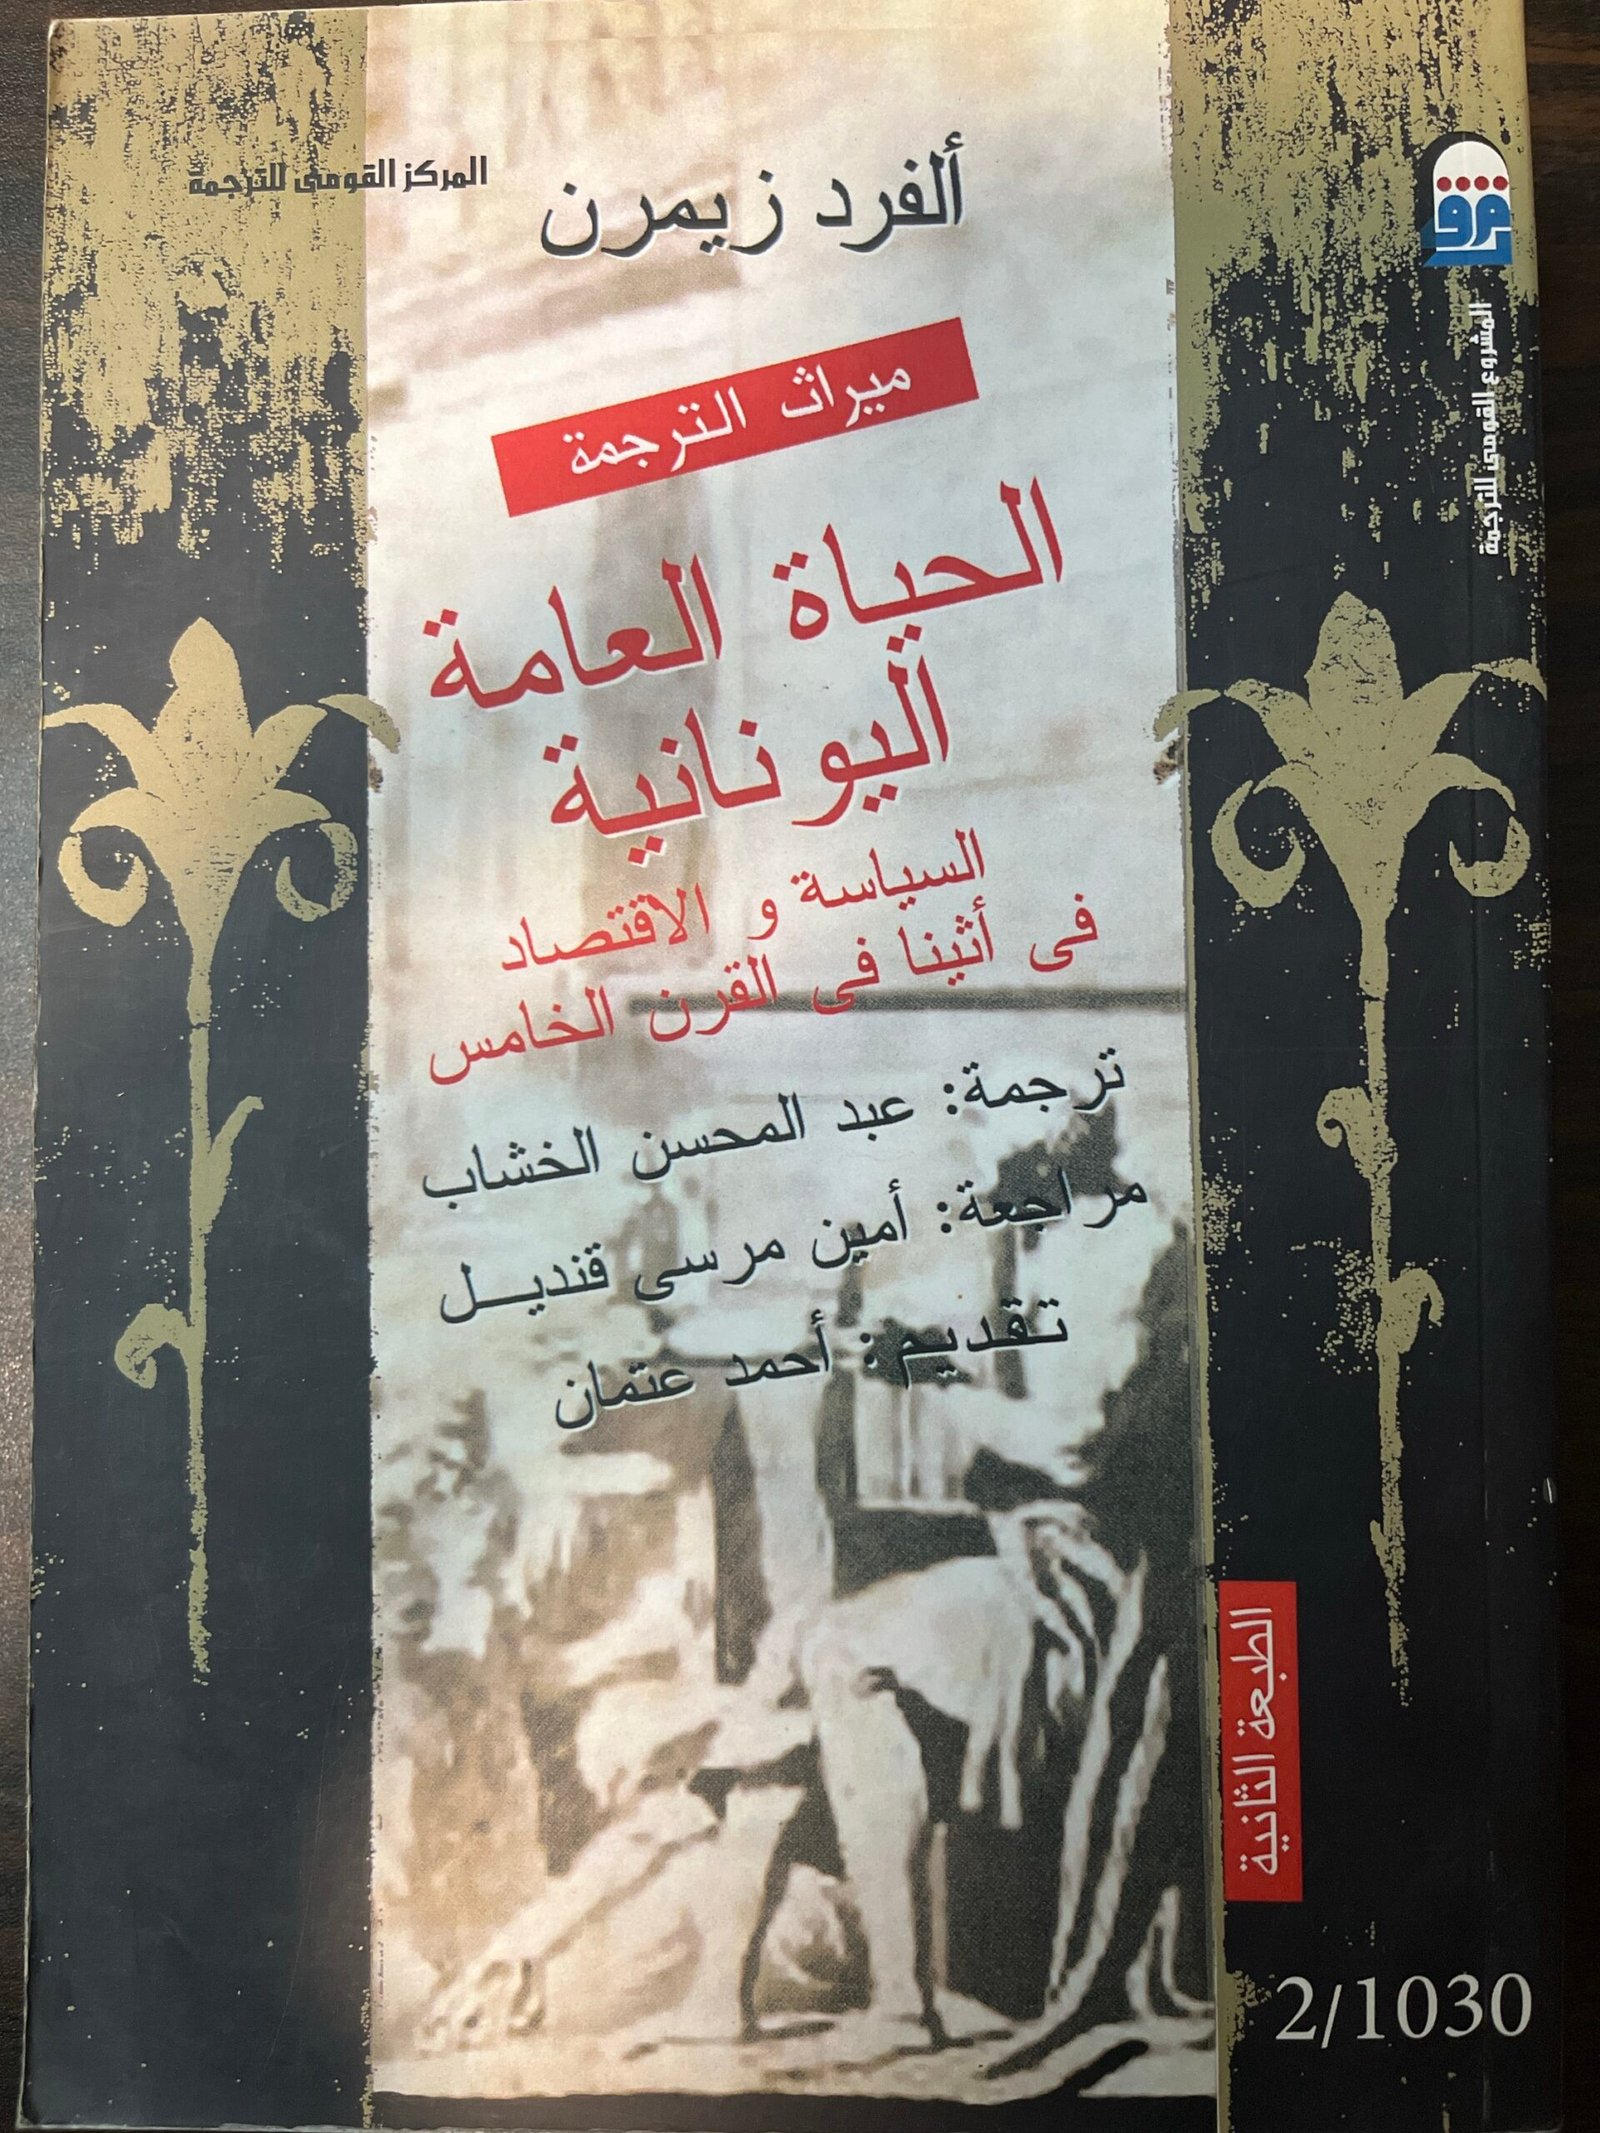 المركز القومى للترجمة
ألفرد زيمرن
ميراث الترجمة
الحياة العامة
اليونانية
السياسة و الاقتصاد
فى أثينا فى القرن الخامس
ترجمة: عبد المحسن الخشاب
مراجعة: أمين مرسى قنديل
تقديم: أحمد عتمان
المشروع القومى للترجمة
الطبعة الثانية
2/1030